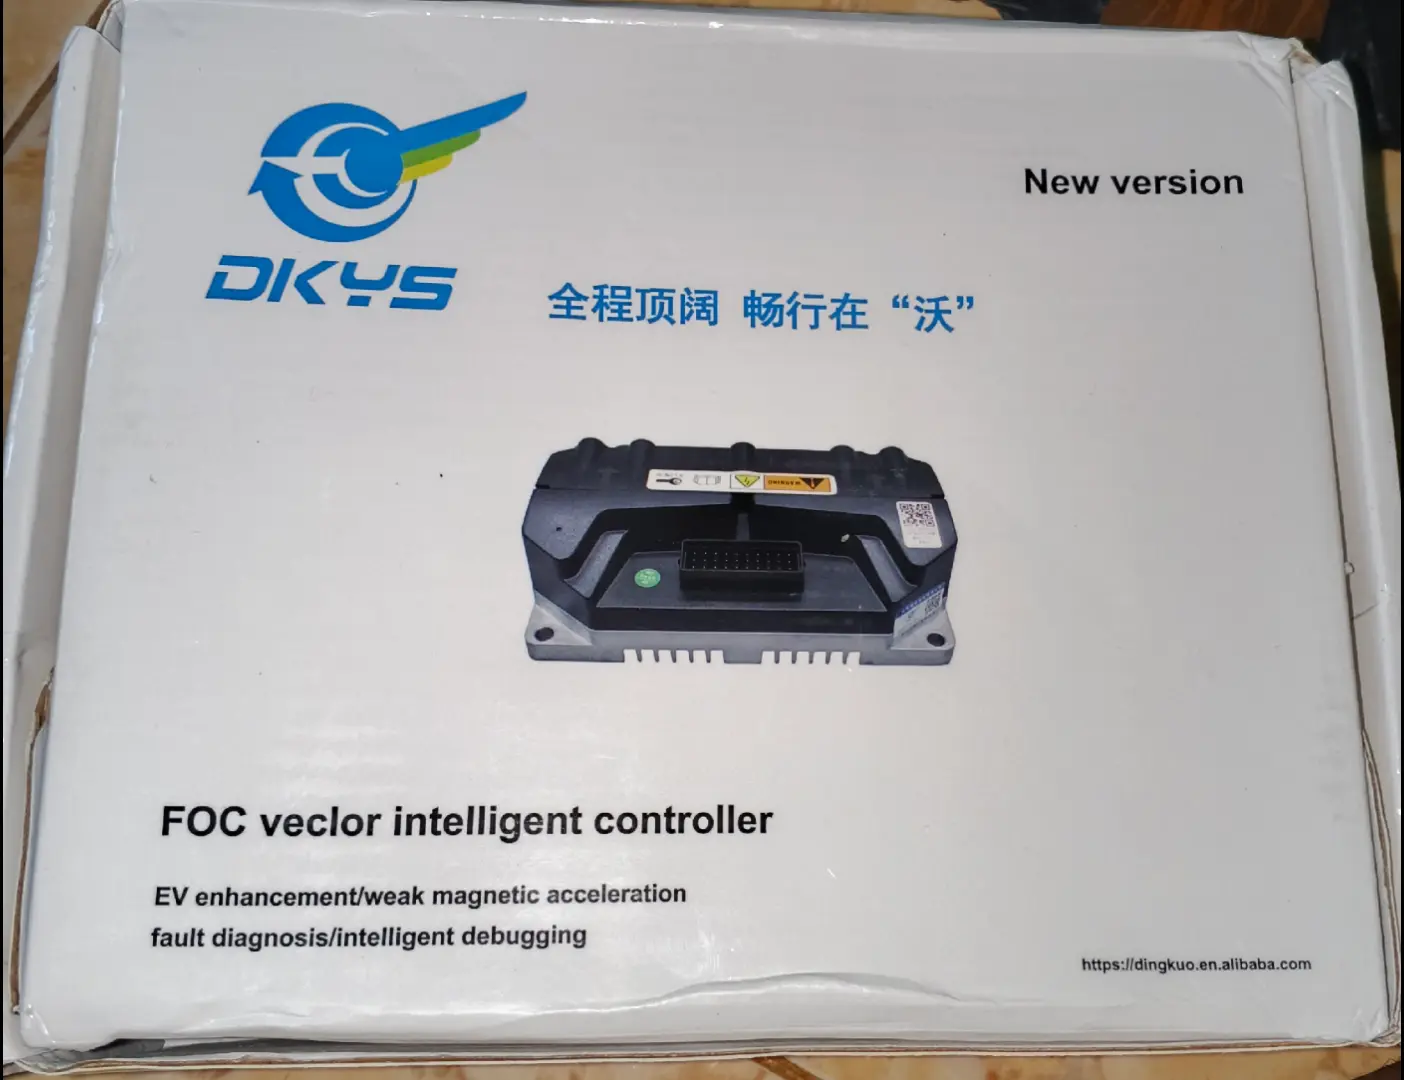 DKYS
New version
全程顶阔 畅行在“沃”
WARNING
FOC veclor intelligent controller
EV enhancement/weak magnetic acceleration
fault diagnosis/intelligent debugging
https://dingkuo.en.alibaba.com